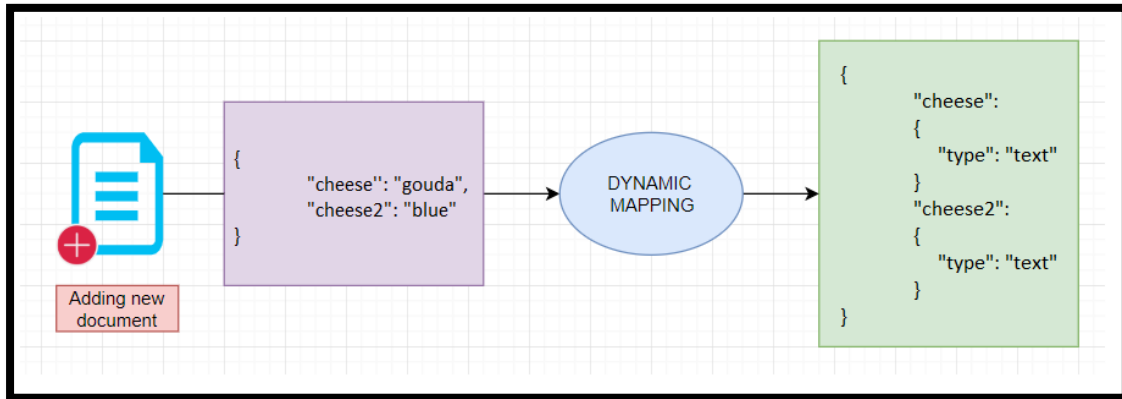 Adding new
document
{
"cheese'': "gouda",
"cheese2": "blue"
}
DYNAMIC
MAPPING
{
"cheese":
{
"type": "text"
}
"cheese2":
{
"type": "text"
}
}